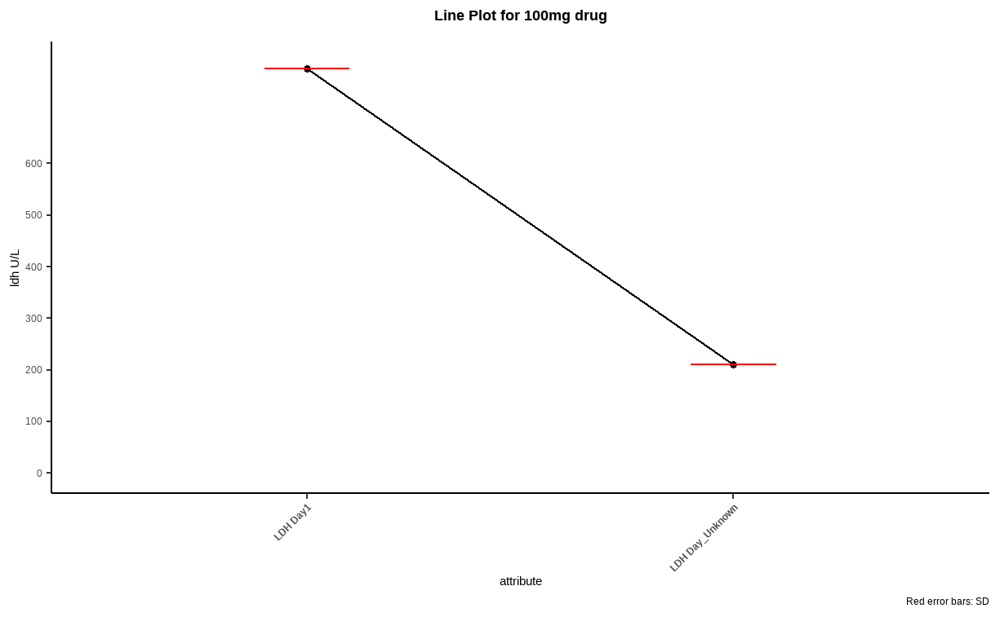 Line Plot for 100mg drug
ldh U/L
600
500
400
300
200
100
0
LDH Day1
LDH Day_Unknown
attribute
Red error bars: SD